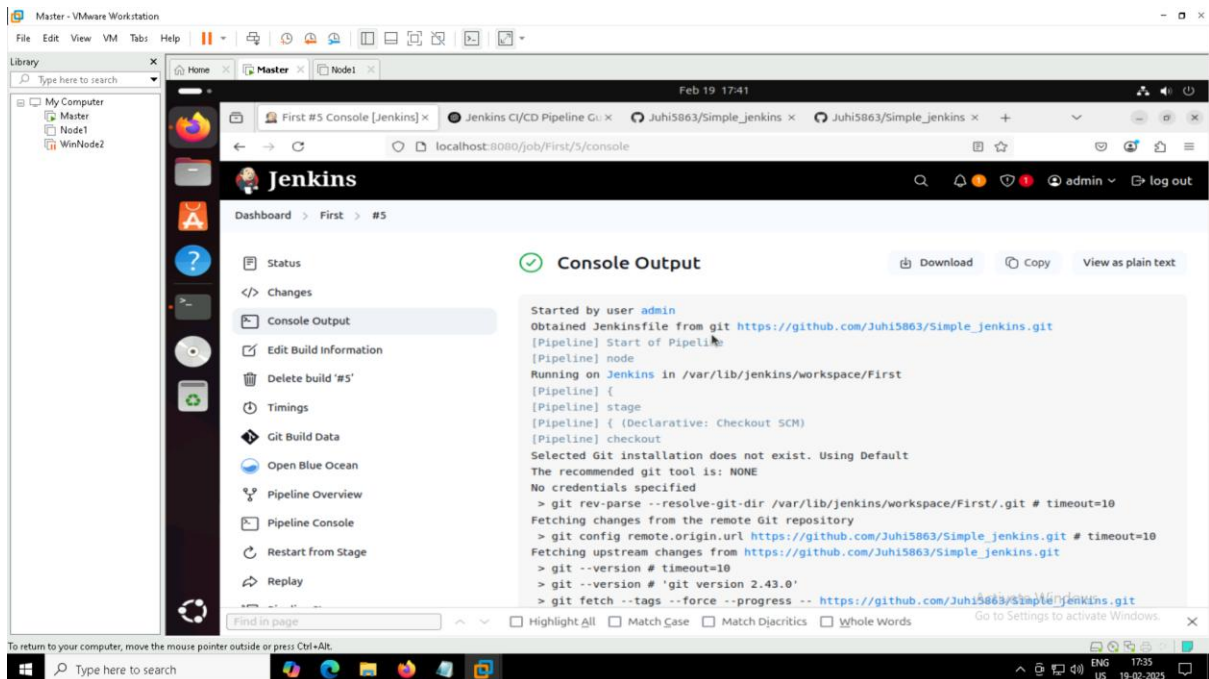 Master - VMware Workstation
File Edit View VM Tabs Help
Library
Type here to search
My Computer
Master
Node1
WinNode2
Home Master Node1
Feb 19 17:41
First #5 Console [Jenkins] Jenkins CI/CD Pipeline Gu Juhi5863/Simple_jenkins Juhi5863/Simple_jenkins
localhost:8080/job/First/5/console
Jenkins
1 1 admin log out
Dashboard > First > #5
Status
Changes
Console Output
Edit Build Information
Delete build '#5'
Timings
Git Build Data
Open Blue Ocean
Pipeline Overview
Pipeline Console
Restart from Stage
Replay
Console Output
Download Copy View as plain text
Started by user admin
Obtained Jenkinsfile from git https://github.com/Juhi5863/Simple_jenkins.git
[Pipeline] Start of Pipeline
[Pipeline] node
Running on Jenkins in /var/lib/jenkins/workspace/First
[Pipeline] {
[Pipeline] stage
[Pipeline] { (Declarative: Checkout SCM)
[Pipeline] checkout
Selected Git installation does not exist. Using Default
The recommended git tool is: NONE
No credentials specified
> git rev-parse --resolve-git-dir /var/lib/jenkins/workspace/First/.git # timeout=10
Fetching changes from the remote Git repository
> git config remote.origin.url https://github.com/Juhi5863/Simple_jenkins.git # timeout=10
Fetching upstream changes from https://github.com/Juhi5863/Simple_jenkins.git
> git --version # timeout=10
> git --version # 'git version 2.43.0'
> git fetch --tags --force --progress -- https://github.com/Juhi5863/Simple_jenkins.git
Activate Windows
Go to Settings to activate Windows.
Find in page Highlight All Match Case Match Diacritics Whole Words
To return to your computer, move the mouse pointer outside or press Ctrl+Alt.
Type here to search
ENG 17:35
US 19-02-2025